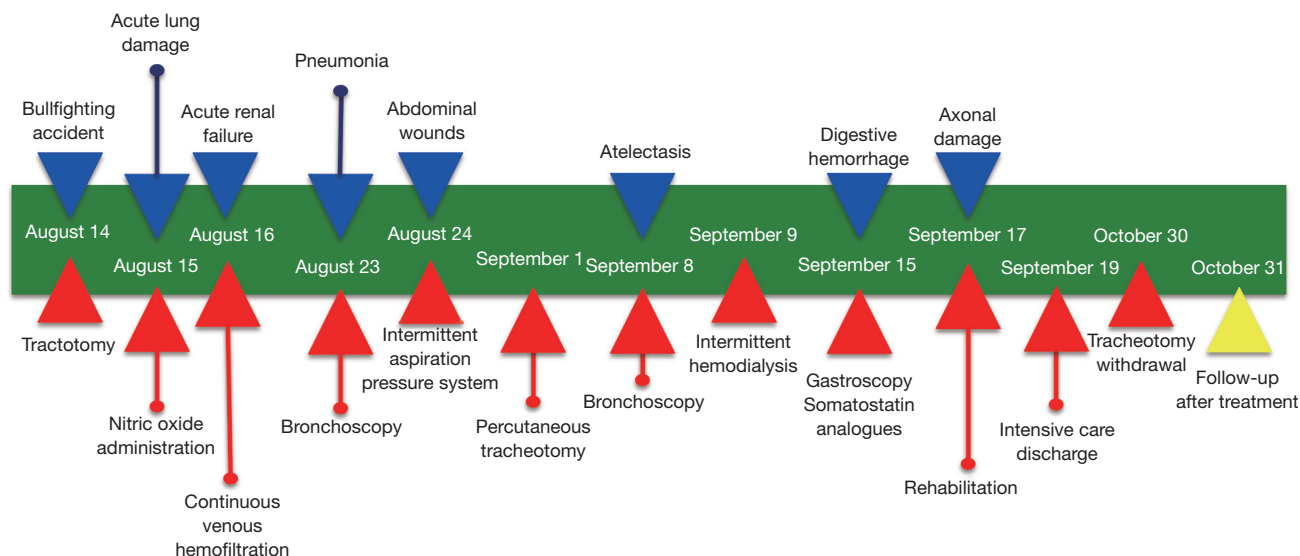 Acute lung
damage
Pneumonia
Bullfighting
accident
Acute renal
failure
Abdominal
wounds
Atelectasis
Digestive
hemorrhage
Axonal
damage
August 14
August 15
August 16
August 23
August 24
September 1
September 8
September 9
September 15
September 17
September 19
October 30
October 31
Tractotomy
Nitric oxide
administration
Continuous
venous
hemofiltration
Bronchoscopy
Intermittent
aspiration
pressure system
Percutaneous
tracheotomy
Bronchoscopy
Intermittent
hemodialysis
Gastroscopy
Somatostatin
analogues
Rehabilitation
Intensive care
discharge
Tracheotomy
withdrawal
Follow-up
after treatment